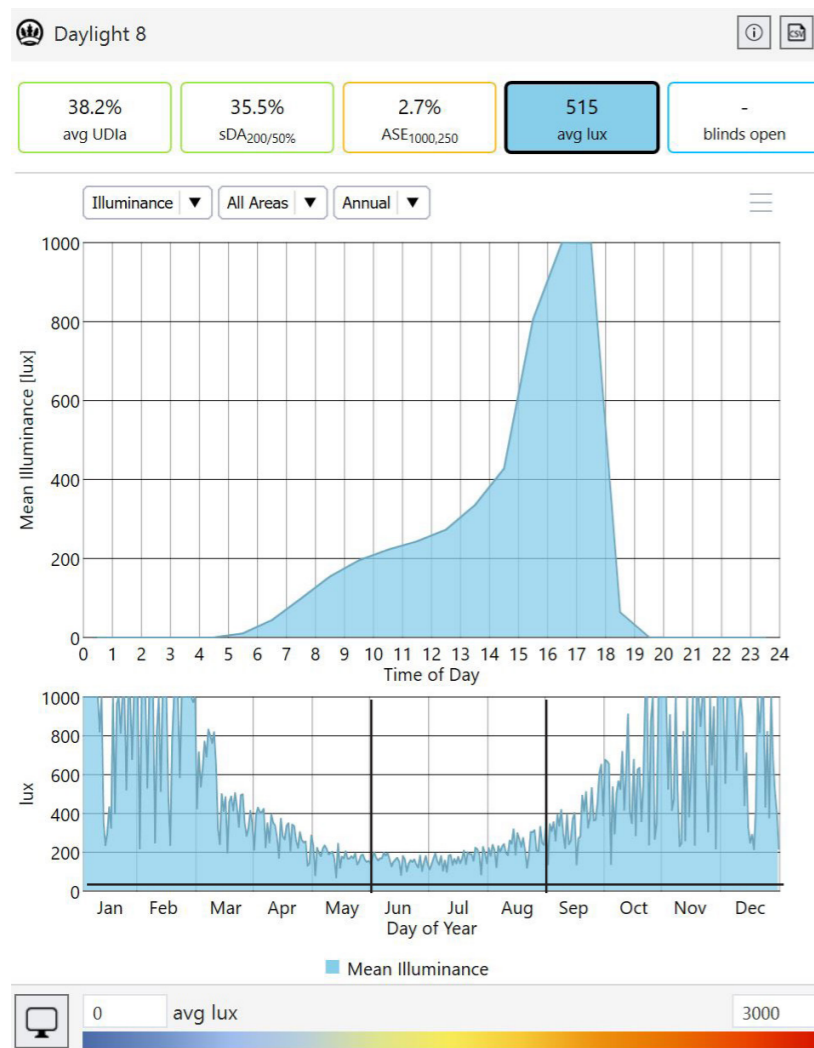 Daylight 8
CSV
38.2% 35.5% 2.7% 515 -
avg UDIa sDA200/50% ASE1000,250 avg lux blinds open
Illuminance ▼ All Areas ▼ Annual ▼
1000
800
600
400
200
0
Mean Illuminance [lux]
0 1 2 3 4 5 6 7 8 9 10 11 12 13 14 15 16 17 18 19 20 21 22 23 24
Time of Day
1000
800
600
400
200
0
lux
Jan Feb Mar Apr May Jun Jul Aug Sep Oct Nov Dec
Day of Year
Mean Illuminance
0 avg lux 3000